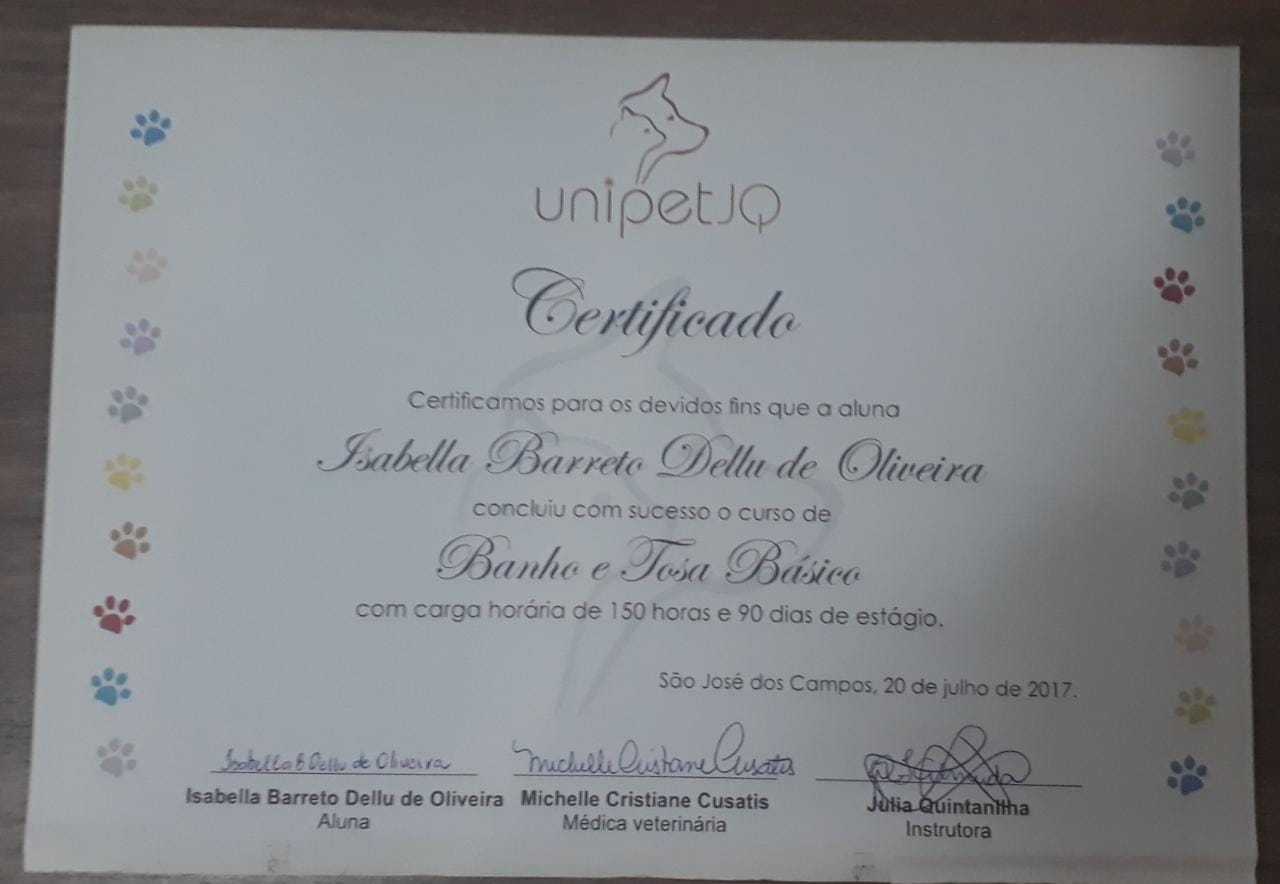 unipetJQ
Certificado
Certificamos para os devidos fins que a aluna
Isabella Barreto Dellu de Oliveira
concluiu com sucesso o curso de
Banho e Tosa Básico
com carga horária de 150 horas e 90 dias de estágio.
São José dos Campos, 20 de julho de 2017.
Isabella B Dellu de Oliveira Michelle Cristiane Cusatis
Isabella Barreto Dellu de Oliveira Michelle Cristiane Cusatis Júlia Quintanilha
Aluna Médica veterinária Instrutora